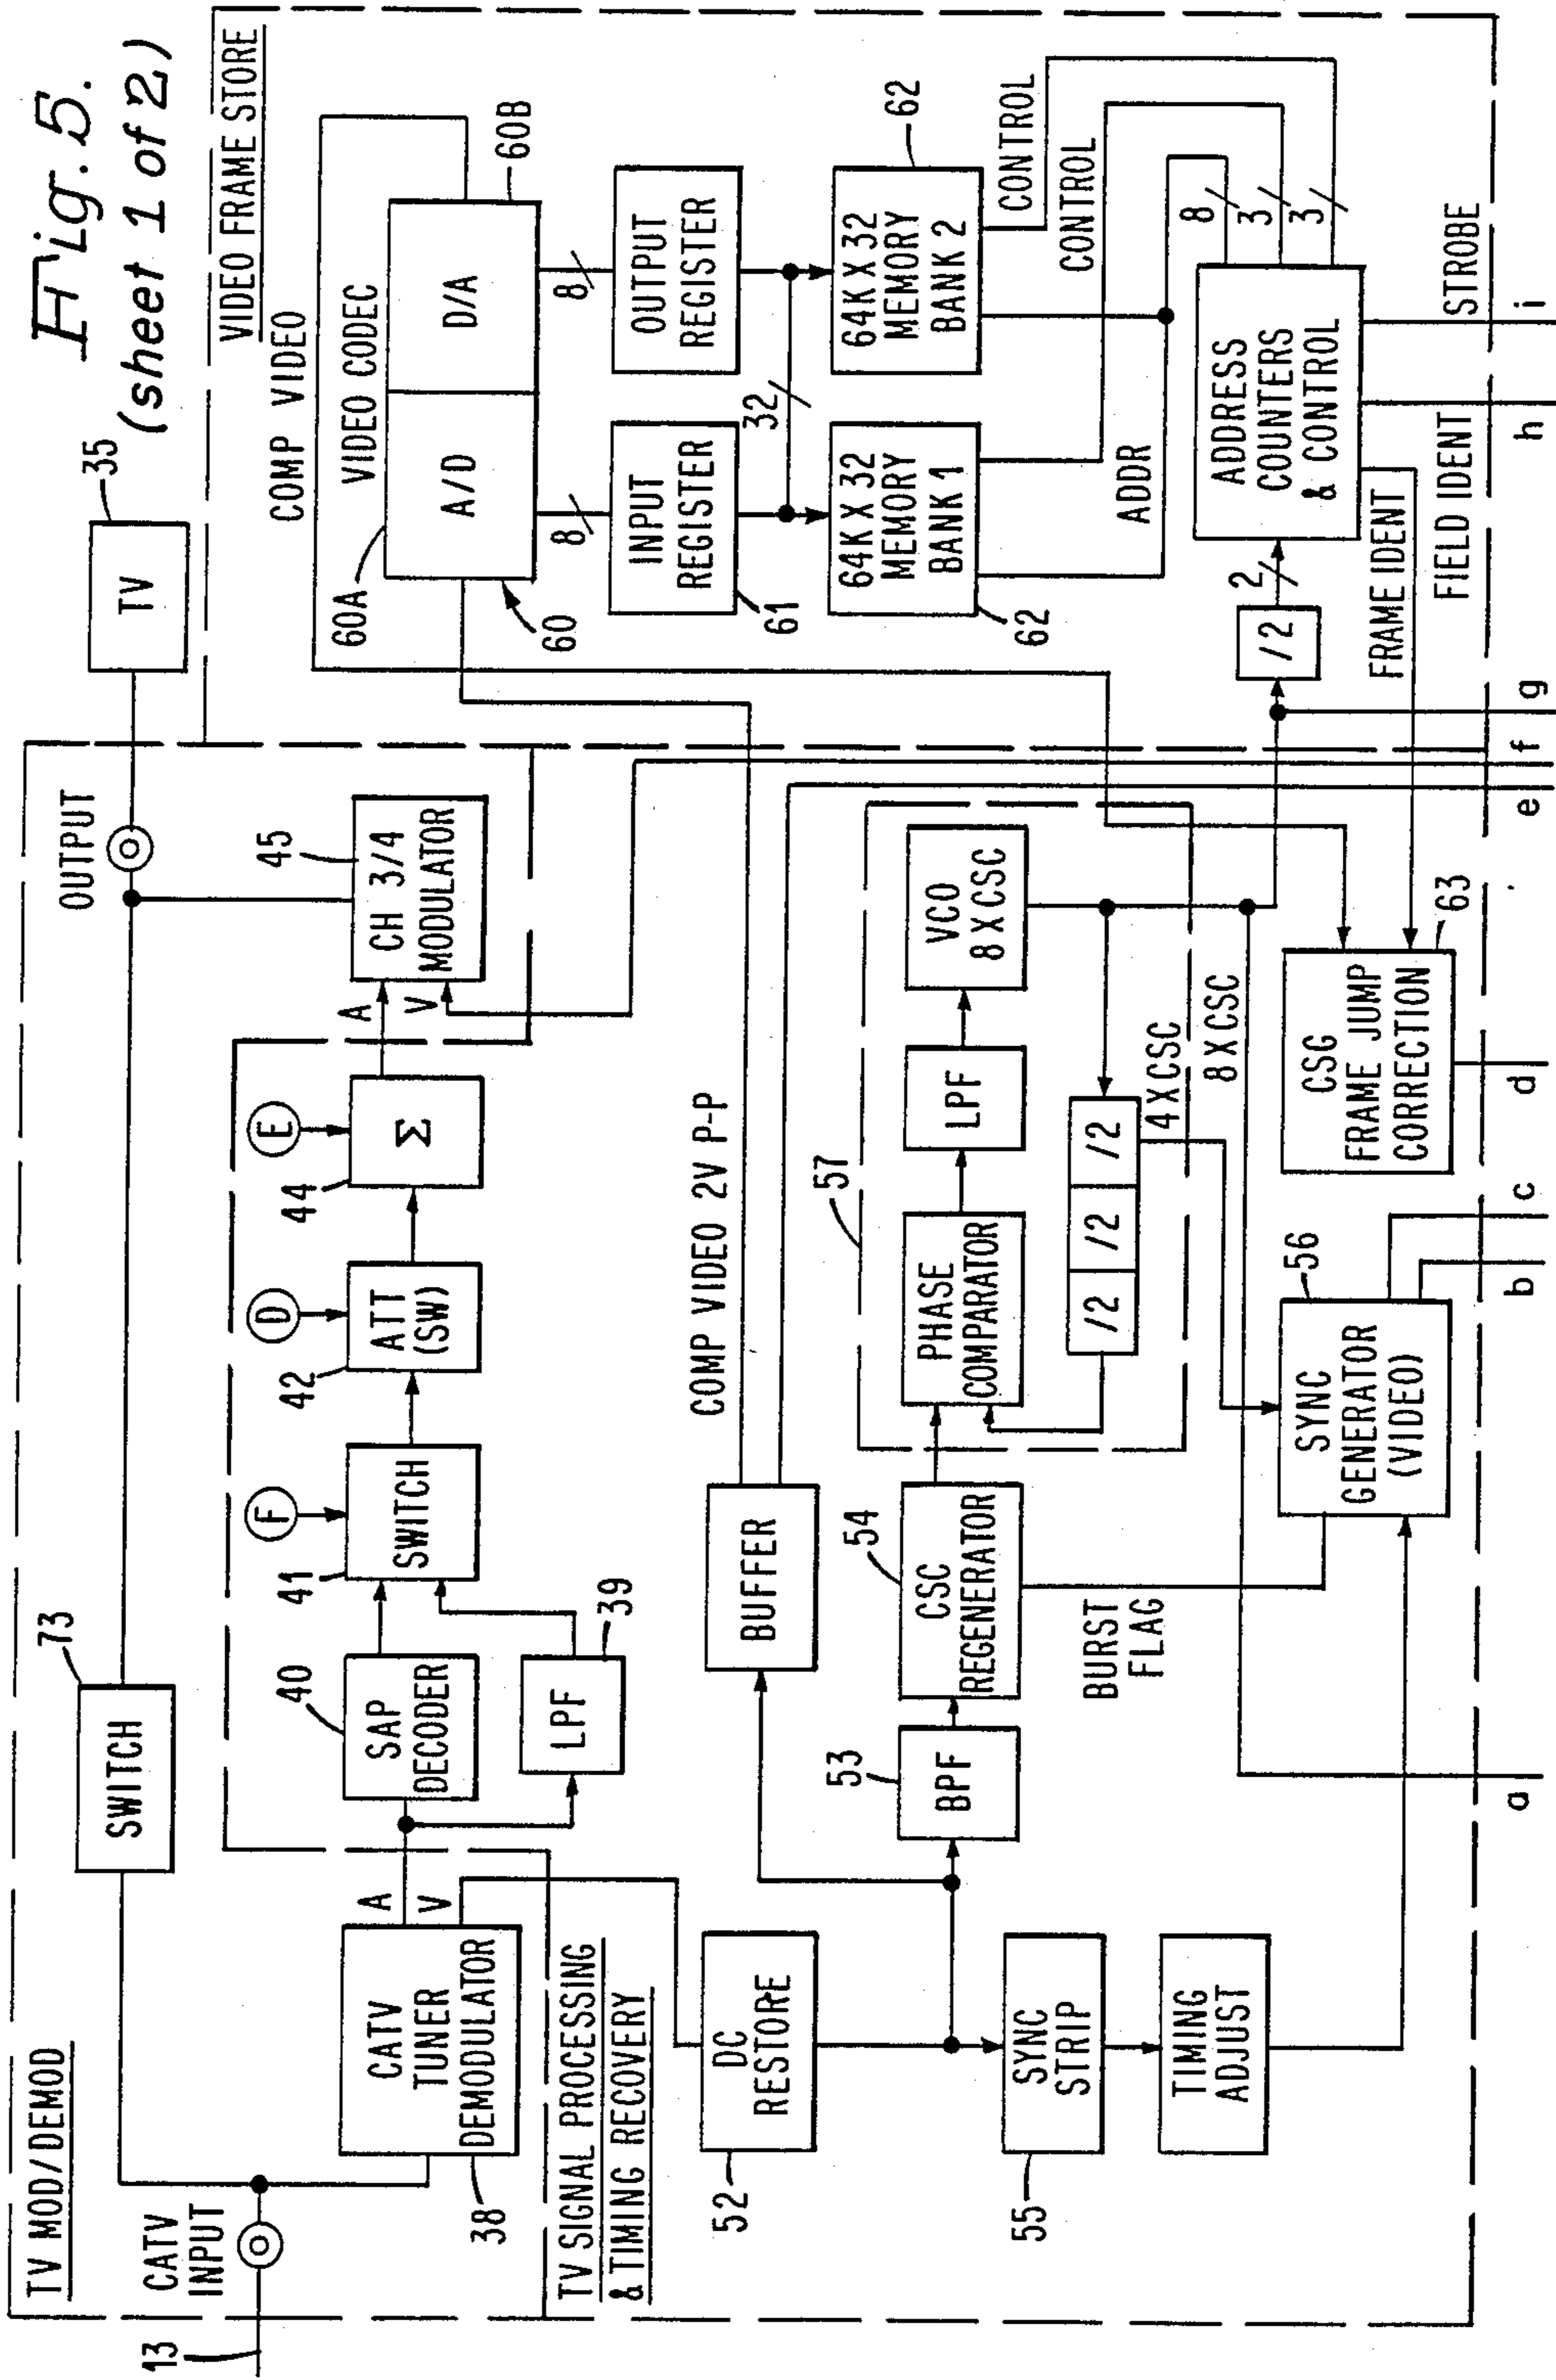 Fig. 5.
(sheet 1 of 2)
TV MOD/DEMOD
CATV
INPUT
13
73
SWITCH
OUTPUT
35
TV
CATV
TUNER
DEMODULATOR
38
A
V
40
SAP
DECODER
LPF
39
F
41
SWITCH
D
42
ATT
(SW)
E
44
Σ
A
V
45
CH 3/4
MODULATOR
TV SIGNAL PROCESSING
& TIMING RECOVERY
52
DC
RESTORE
55
SYNC
STRIP
TIMING
ADJUST
BUFFER
COMP VIDEO 2V P-P
53
BPF
54
CSC
REGENERATOR
BURST
FLAG
57
PHASE
COMPARATOR
LPF
VCO
8 X CSC
/2
/2
/2
4 X CSC
8 X CSC
56
SYNC
GENERATOR
(VIDEO)
CSG
FRAME JUMP
CORRECTION
63
VIDEO FRAME STORE
COMP VIDEO
VIDEO CODEC
60A
A/D
D/A
60B
60
8
8
INPUT
REGISTER
61
OUTPUT
REGISTER
32
64K X 32
MEMORY
BANK 1
62
64K X 32
MEMORY
BANK 2
62
CONTROL
CONTROL
ADDR
8
3
3
/2
2
ADDRESS
COUNTERS
& CONTROL
FRAME IDENT
FIELD IDENT
STROBE
a
b
c
d
e
f
g
h
i